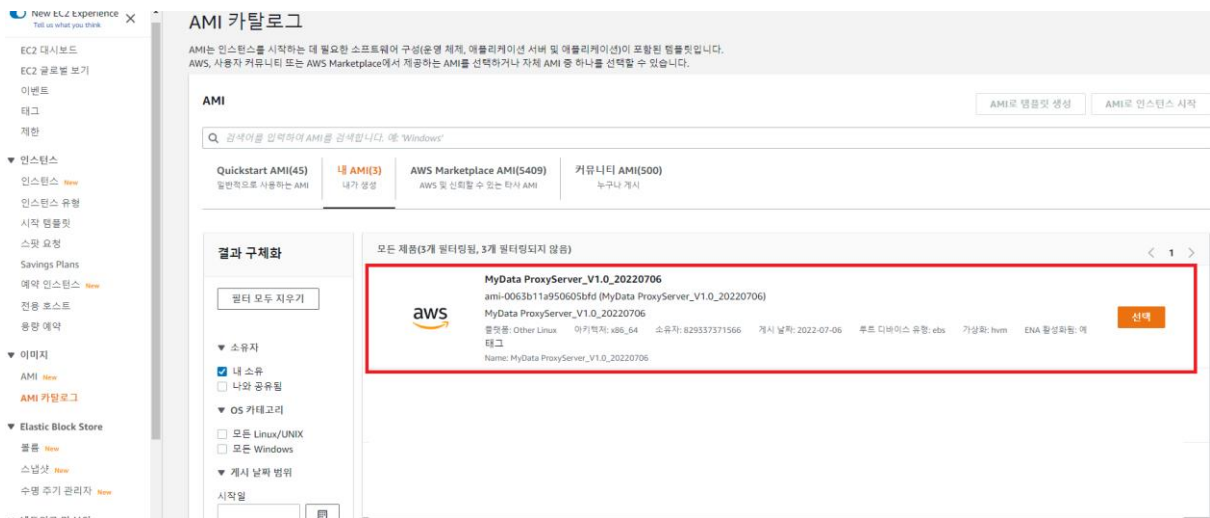 New EC2 Experience
Tell us what you think
EC2 대시보드
EC2 글로벌 보기
이벤트
태그
제한
인스턴스
인스턴스 New
인스턴스 유형
시작 템플릿
스팟 요청
Savings Plans
예약 인스턴스 New
전용 호스트
용량 예약
이미지
AMI New
AMI 카탈로그
Elastic Block Store
볼륨 New
스냅샷 New
수명 주기 관리자 New
AMI 카탈로그
AMI는 인스턴스를 시작하는 데 필요한 소프트웨어 구성(운영 체제, 애플리케이션 서버 및 애플리케이션)이 포함된 템플릿입니다.
AWS, 사용자 커뮤니티 또는 AWS Marketplace에서 제공하는 AMI를 선택하거나 자체 AMI 중 하나를 선택할 수 있습니다.
AMI
AMI로 템플릿 생성
AMI로 인스턴스 시작
검색어를 입력하여 AMI를 검색합니다. 예: 'Windows'
Quickstart AMI(45)
일반적으로 사용하는 AMI
내 AMI(3)
내가 생성
AWS Marketplace AMI(5409)
AWS 및 신뢰할 수 있는 타사 AMI
커뮤니티 AMI(500)
누구나 게시
결과 구체화
필터 모두 지우기
소유자
내 소유
나와 공유됨
OS 카테고리
모든 Linux/UNIX
모든 Windows
게시 날짜 범위
시작일
모든 제품(3개 필터링됨, 3개 필터링되지 않음)
1
aws
MyData ProxyServer_V1.0_20220706
ami-0063b11a950605bfd (MyData ProxyServer_V1.0_20220706)
MyData ProxyServer_V1.0_20220706
플랫폼: Other Linux 아키텍처: x86_64 소유자: 829337371566 게시 날짜: 2022-07-06 루트 디바이스 유형: ebs 가상화: hvm ENA 활성화됨: 예
태그
Name: MyData ProxyServer_V1.0_20220706
선택